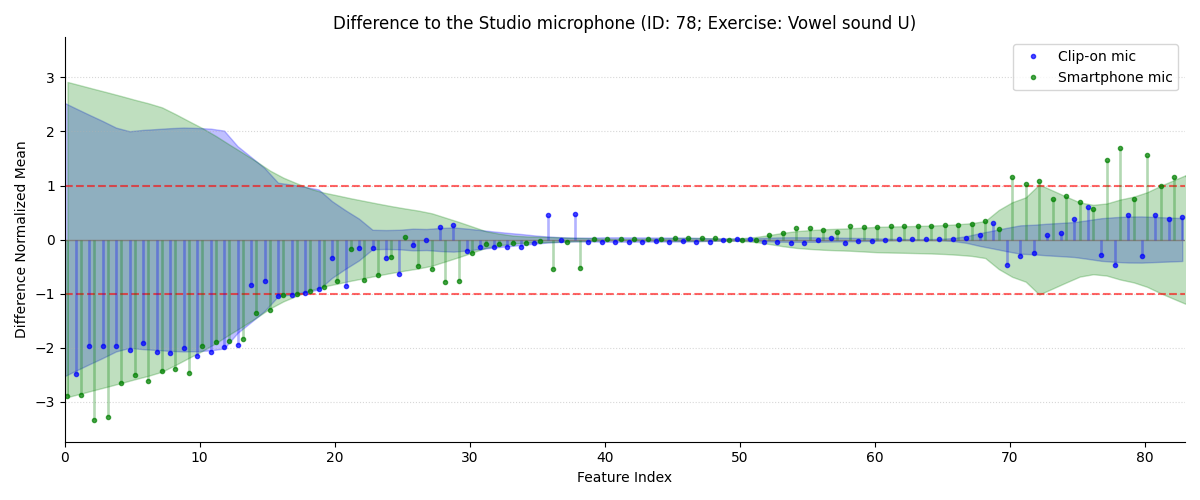 Difference to the Studio microphone (ID: 78; Exercise: Vowel sound U)
Clip-on mic
Smartphone mic
Difference Normalized Mean
3
2
1
0
−1
−2
−3
0 10 20 30 40 50 60 70 80
Feature Index